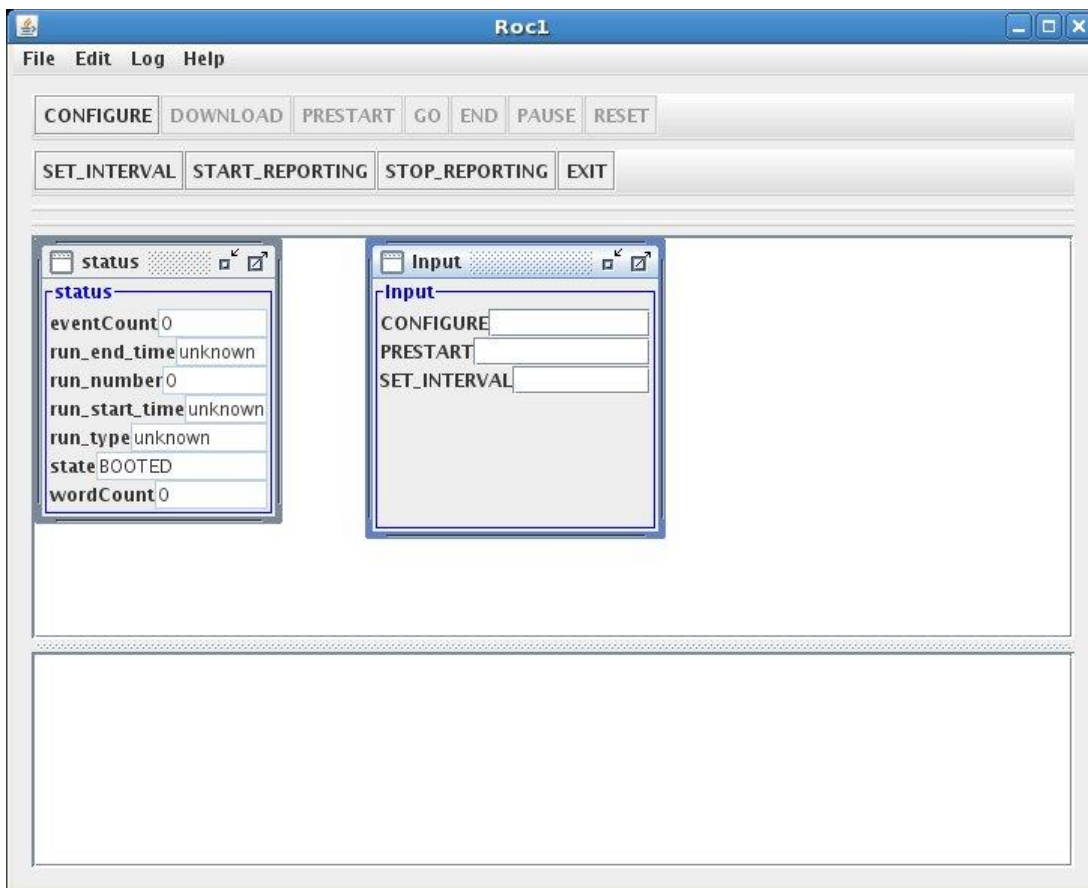 Roc1
File Edit Log Help
CONFIGURE DOWNLOAD PRESTART GO END PAUSE RESET
SET_INTERVAL START_REPORTING STOP_REPORTING EXIT
status
status
eventCount 0
run_end_time unknown
run_number 0
run_start_time unknown
run_type unknown
state BOOTED
wordCount 0
Input
Input
CONFIGURE
PRESTART
SET_INTERVAL